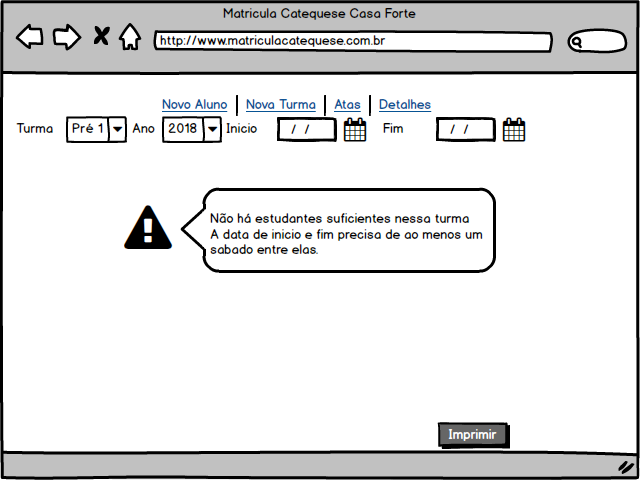 Matricula Catequese Casa Forte
http://www.matriculacatequese.com.br
Novo Aluno Nova Turma Atas Detalhes
Turma Pré 1 Ano 2018 Inicio / / Fim / /
Não há estudantes suficientes nessa turma
A data de inicio e fim precisa de ao menos um
sabado entre elas.
Imprimir